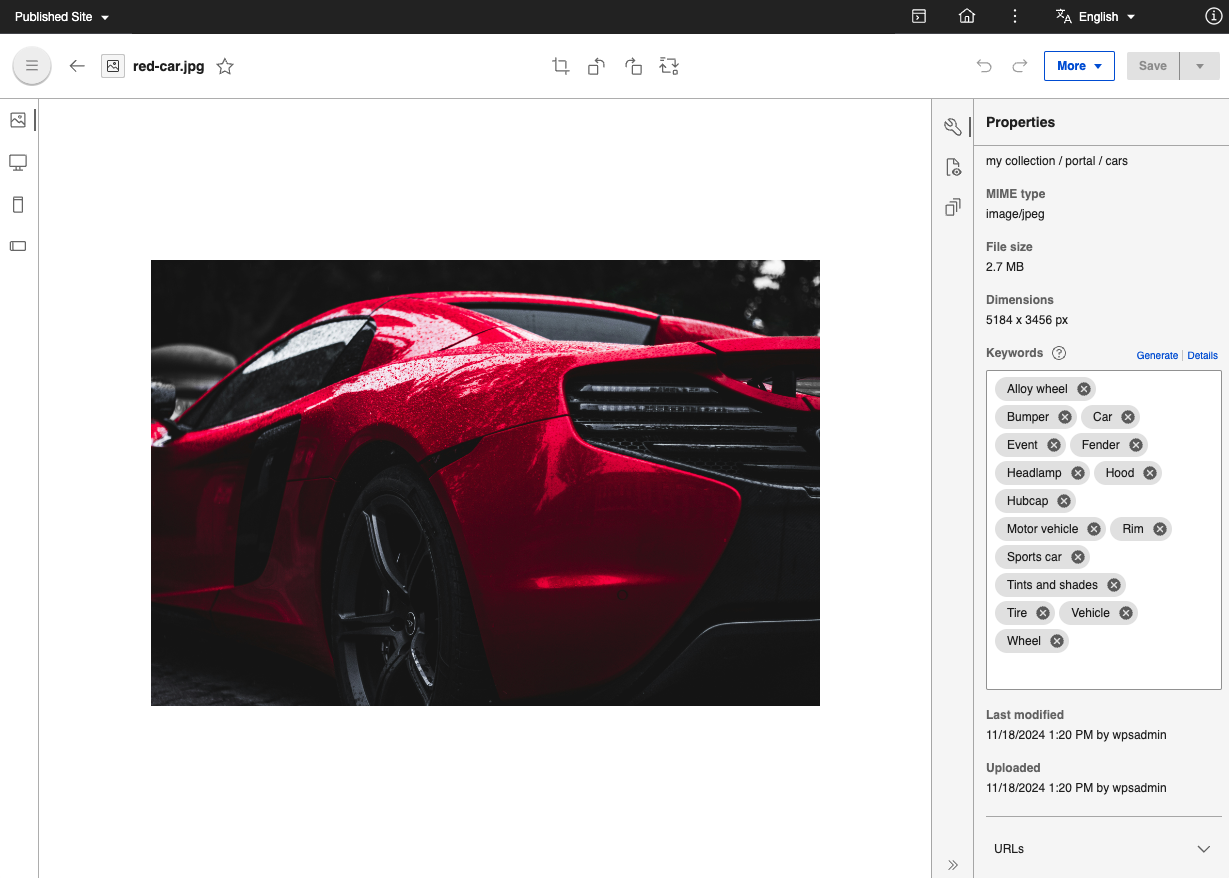 Published Site
English
red-car.jpg
More
Save
Properties
my collection / portal / cars
MIME type
image/jpeg
File size
2.7 MB
Dimensions
5184 x 3456 px
Keywords ? Generate | Details
Alloy wheel
Bumper Car
Event Fender
Headlamp Hood
Hubcap
Motor vehicle Rim
Sports car
Tints and shades
Tire Vehicle
Wheel
Last modified
11/18/2024 1:20 PM by wpsadmin
Uploaded
11/18/2024 1:20 PM by wpsadmin
URLs